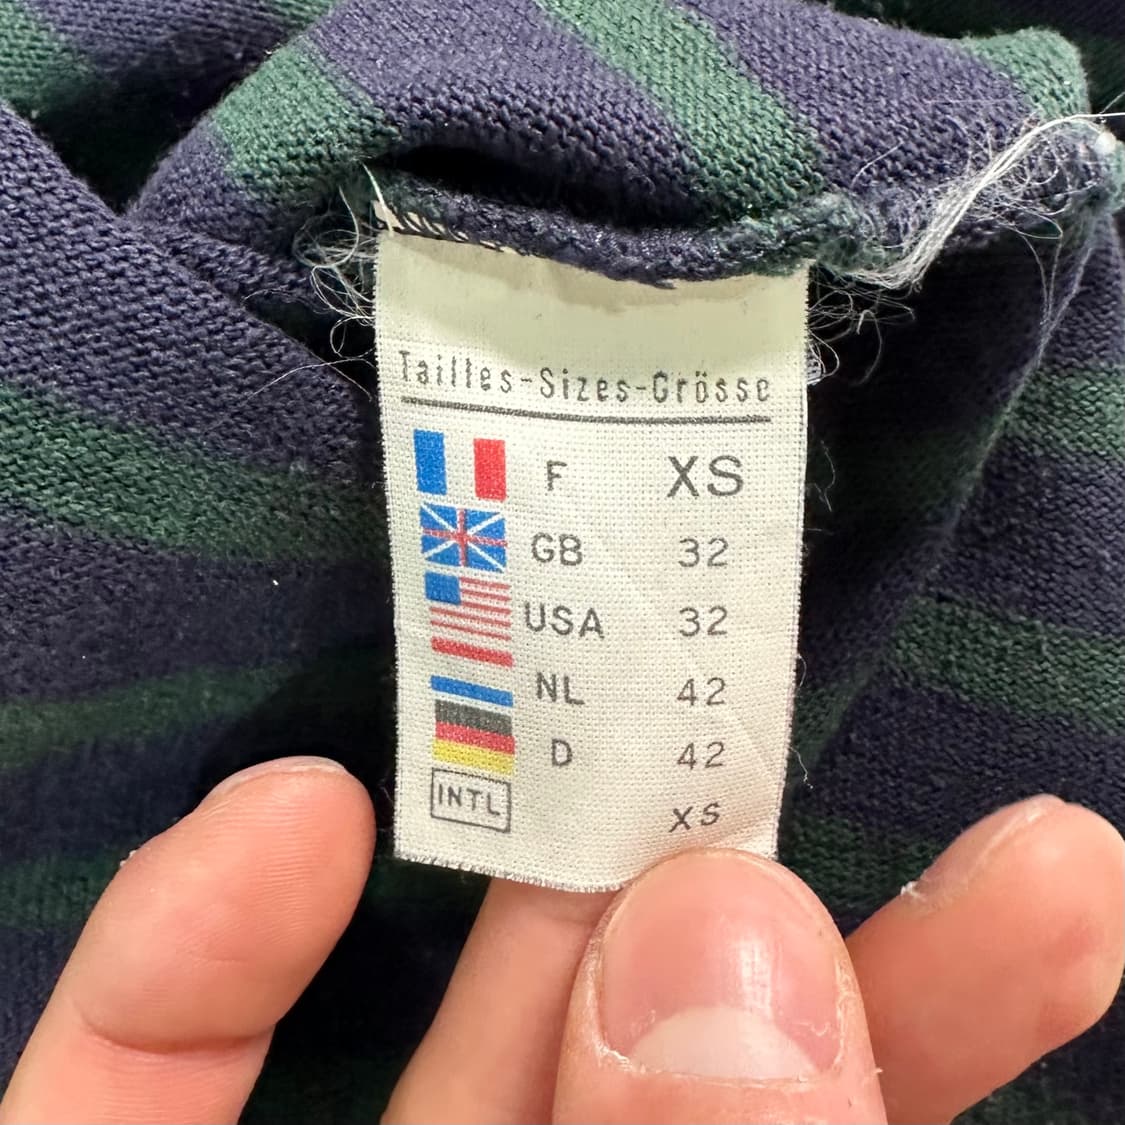 Tailles-Sizes-Grösse
F XS
GB 32
USA 32
NL 42
D 42
INTL XS